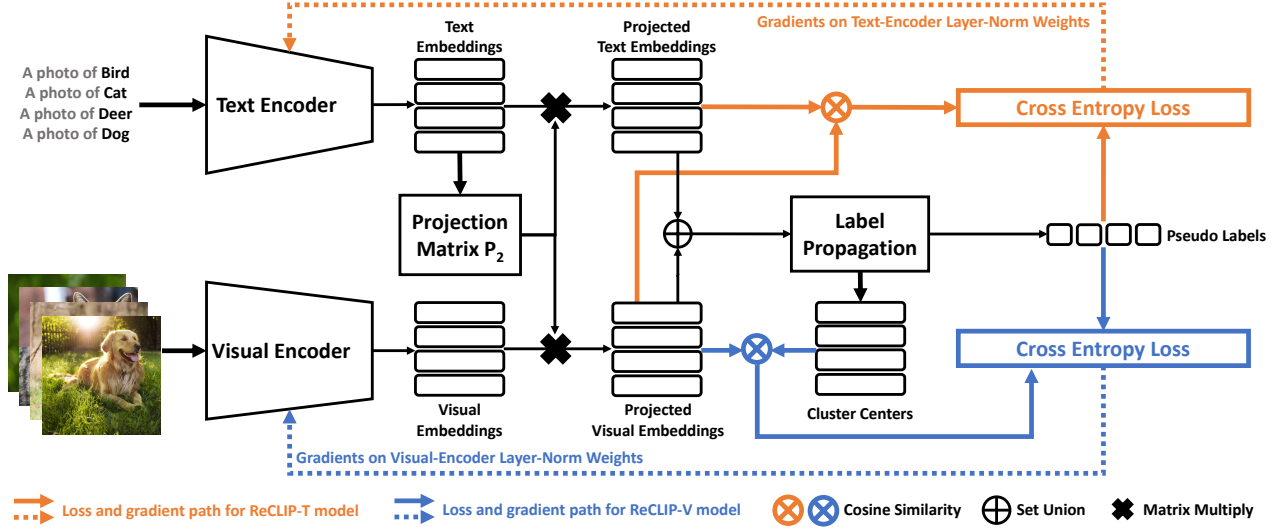 Gradients on Text-Encoder Layer-Norm Weights
Text
Embeddings
Projected
Text Embeddings
A photo of Bird
A photo of Cat
A photo of Deer
A photo of Dog
Text Encoder
Cross Entropy Loss
Projection
Matrix P2
Label
Propagation
Pseudo Labels
Visual Encoder
Cross Entropy Loss
Visual
Embeddings
Projected
Visual Embeddings
Cluster Centers
Gradients on Visual-Encoder Layer-Norm Weights
Loss and gradient path for ReCLIP-T model
Loss and gradient path for ReCLIP-V model
Cosine Similarity
Set Union
Matrix Multiply